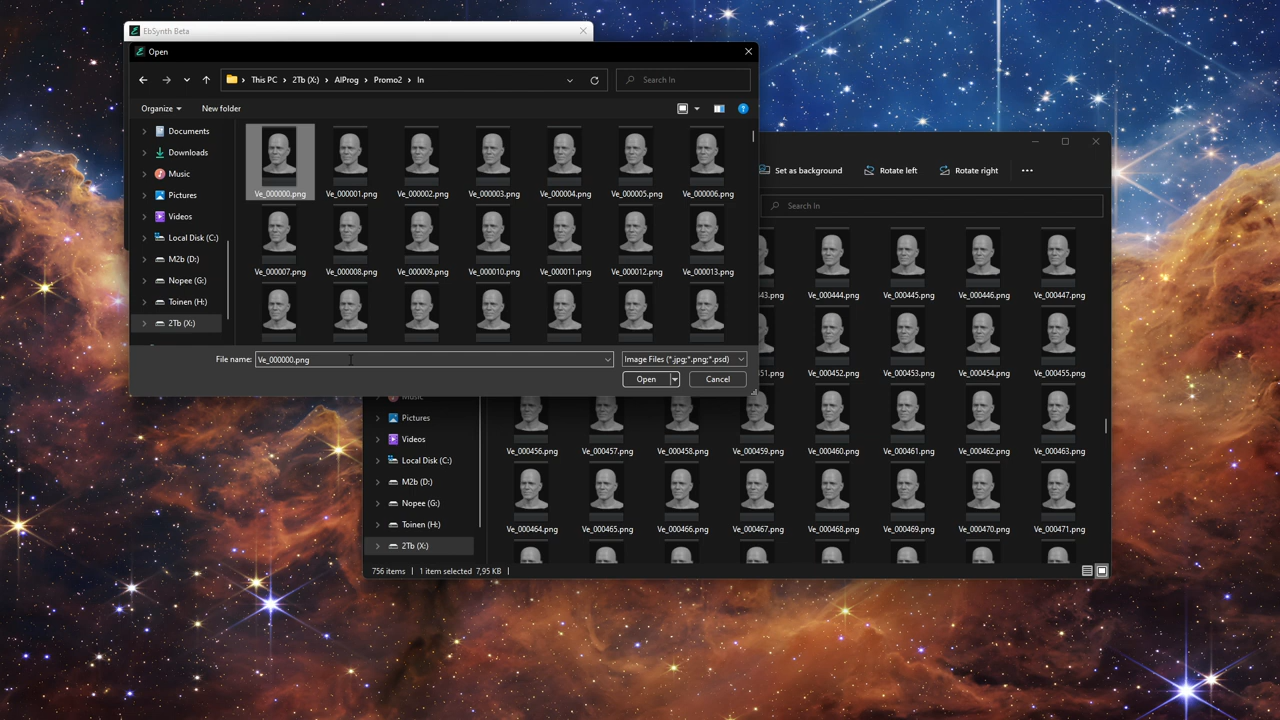 EbSynth Beta
Open
This PC > 2Tb (X:) > AIProg > Promo2 > In
Search In
Organize
New folder
Documents
Downloads
Music
Pictures
Videos
Local Disk (C:)
M2b (D:)
Nopee (G:)
Toinen (H:)
2Tb (X:)
Ve_000000.png Ve_000001.png Ve_000002.png Ve_000003.png Ve_000004.png Ve_000005.png Ve_000006.png
Ve_000007.png Ve_000008.png Ve_000009.png Ve_000010.png Ve_000011.png Ve_000012.png Ve_000013.png
File name: Ve_000000.png
Image Files (*.jpg;*.png;*.psd)
Open
Cancel
Set as background
Rotate left
Rotate right
Search In
43.png Ve_000444.png Ve_000445.png Ve_000446.png Ve_000447.png
51.png Ve_000452.png Ve_000453.png Ve_000454.png Ve_000455.png
Ve_000456.png Ve_000457.png Ve_000458.png Ve_000459.png Ve_000460.png Ve_000461.png Ve_000462.png Ve_000463.png
Ve_000464.png Ve_000465.png Ve_000466.png Ve_000467.png Ve_000468.png Ve_000469.png Ve_000470.png Ve_000471.png
Music
Pictures
Videos
Local Disk (C:)
M2b (D:)
Nopee (G:)
Toinen (H:)
2Tb (X:)
756 items | 1 item selected 7,95 KB |